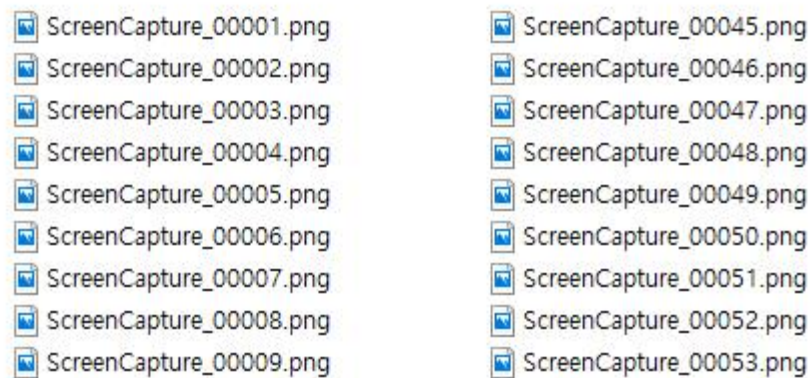 ScreenCapture_00001.png
ScreenCapture_00002.png
ScreenCapture_00003.png
ScreenCapture_00004.png
ScreenCapture_00005.png
ScreenCapture_00006.png
ScreenCapture_00007.png
ScreenCapture_00008.png
ScreenCapture_00009.png
ScreenCapture_00045.png
ScreenCapture_00046.png
ScreenCapture_00047.png
ScreenCapture_00048.png
ScreenCapture_00049.png
ScreenCapture_00050.png
ScreenCapture_00051.png
ScreenCapture_00052.png
ScreenCapture_00053.png